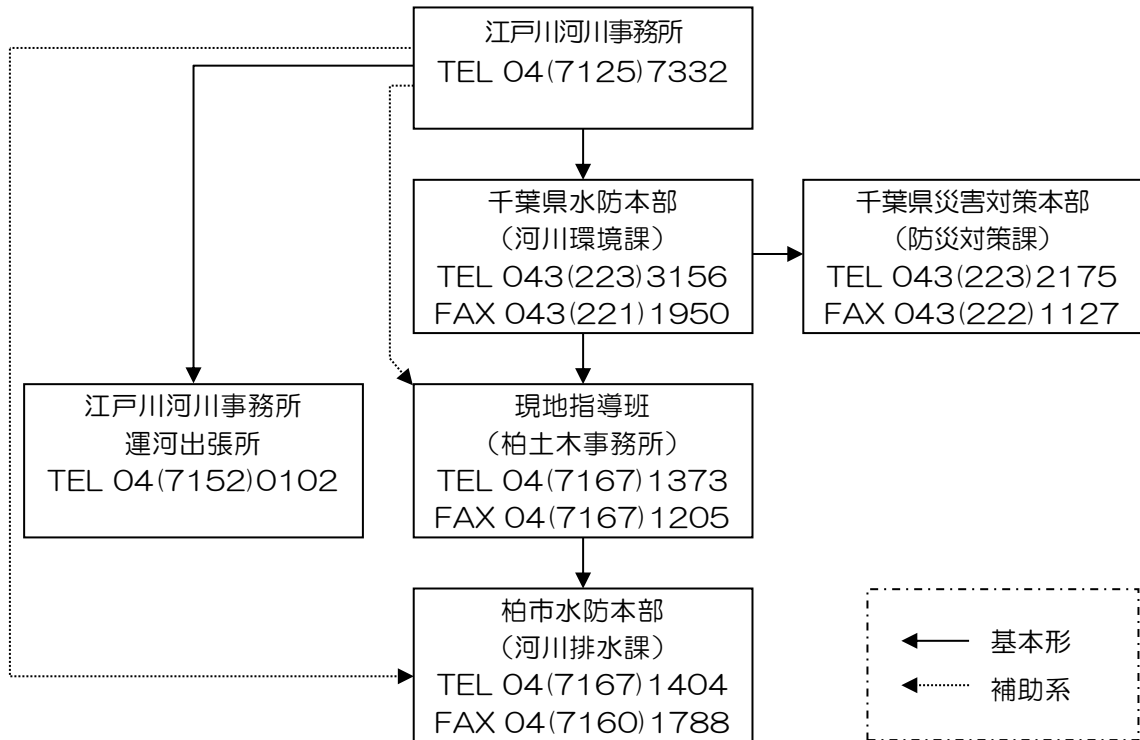 江戸川河川事務所
TEL 04(7125)7332
千葉県水防本部
（河川環境課）
TEL 043(223)3156
FAX 043(221)1950
千葉県災害対策本部
（防災対策課）
TEL 043(223)2175
FAX 043(222)1127
江戸川河川事務所
運河出張所
TEL 04(7152)0102
現地指導班
（柏土木事務所）
TEL 04(7167)1373
FAX 04(7167)1205
柏市水防本部
（河川排水課）
TEL 04(7167)1404
FAX 04(7160)1788
基本形
補助系